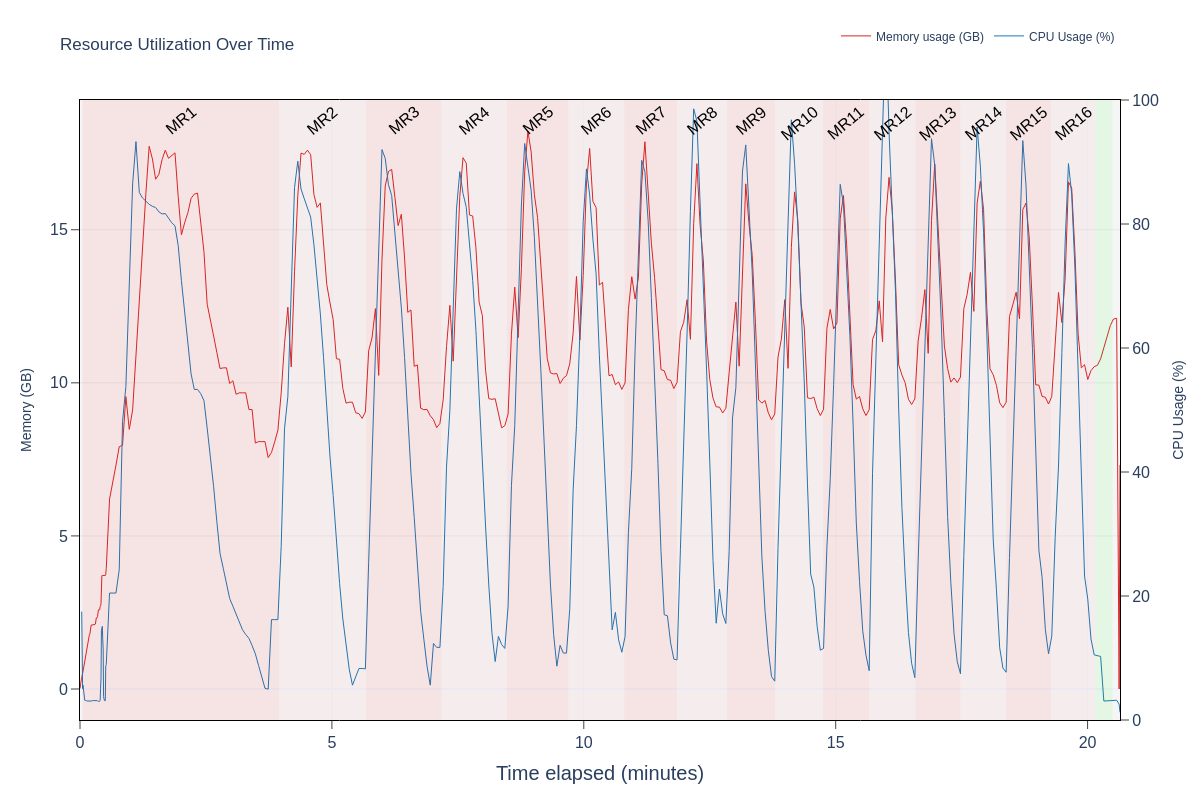 Resource Utilization Over Time
Memory usage (GB)
CPU Usage (%)
MR1
MR2
MR3
MR4
MR5
MR6
MR7
MR8
MR9
MR10
MR11
MR12
MR13
MR14
MR15
MR16
15
10
5
0
Memory (GB)
100
80
60
40
20
0
CPU Usage (%)
0
5
10
15
20
Time elapsed (minutes)